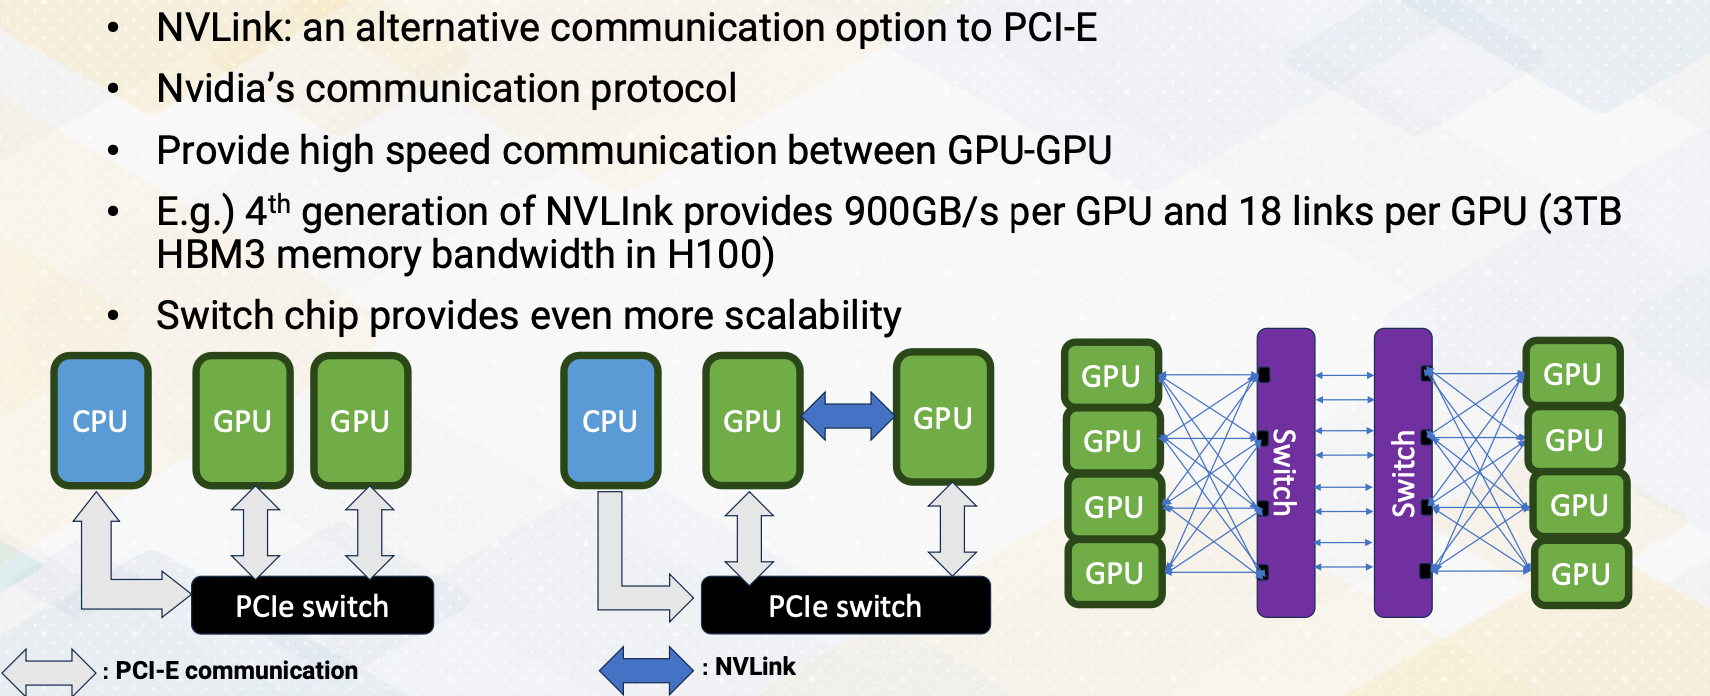 • NVLink: an alternative communication option to PCI-E
• Nvidia’s communication protocol
• Provide high speed communication between GPU-GPU
• E.g.) 4th generation of NVLInk provides 900GB/s per GPU and 18 links per GPU (3TB
HBM3 memory bandwidth in H100)
• Switch chip provides even more scalability
CPU
GPU
GPU
PCIe switch
: PCI-E communication
CPU
GPU
GPU
PCIe switch
: NVLink
GPU
GPU
GPU
GPU
Switch
Switch
GPU
GPU
GPU
GPU